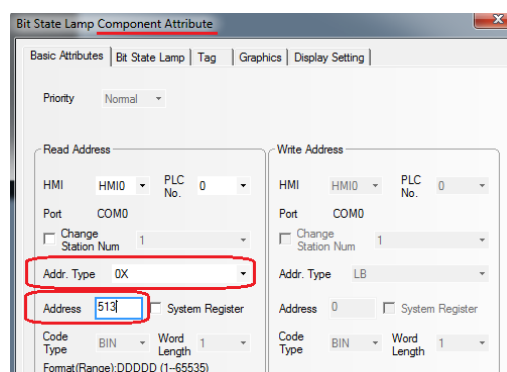 Bit State Lamp Component Attribute
Basic Attributes Bit State Lamp Tag Graphics Display Setting
Priority Normal
Read Address Write Address
HMI HMI0 PLC No. 0 HMI HMI0 PLC No. 0
Port COM0 Port COM0
Change Station Num 1 Change Station Num 1
Addr. Type 0X Addr. Type LB
Address 513 System Register Address 0 System Register
Code Type BIN Word Length 1 Code Type BIN Word Length 1
Format(Range):DDDDD (1~65535)